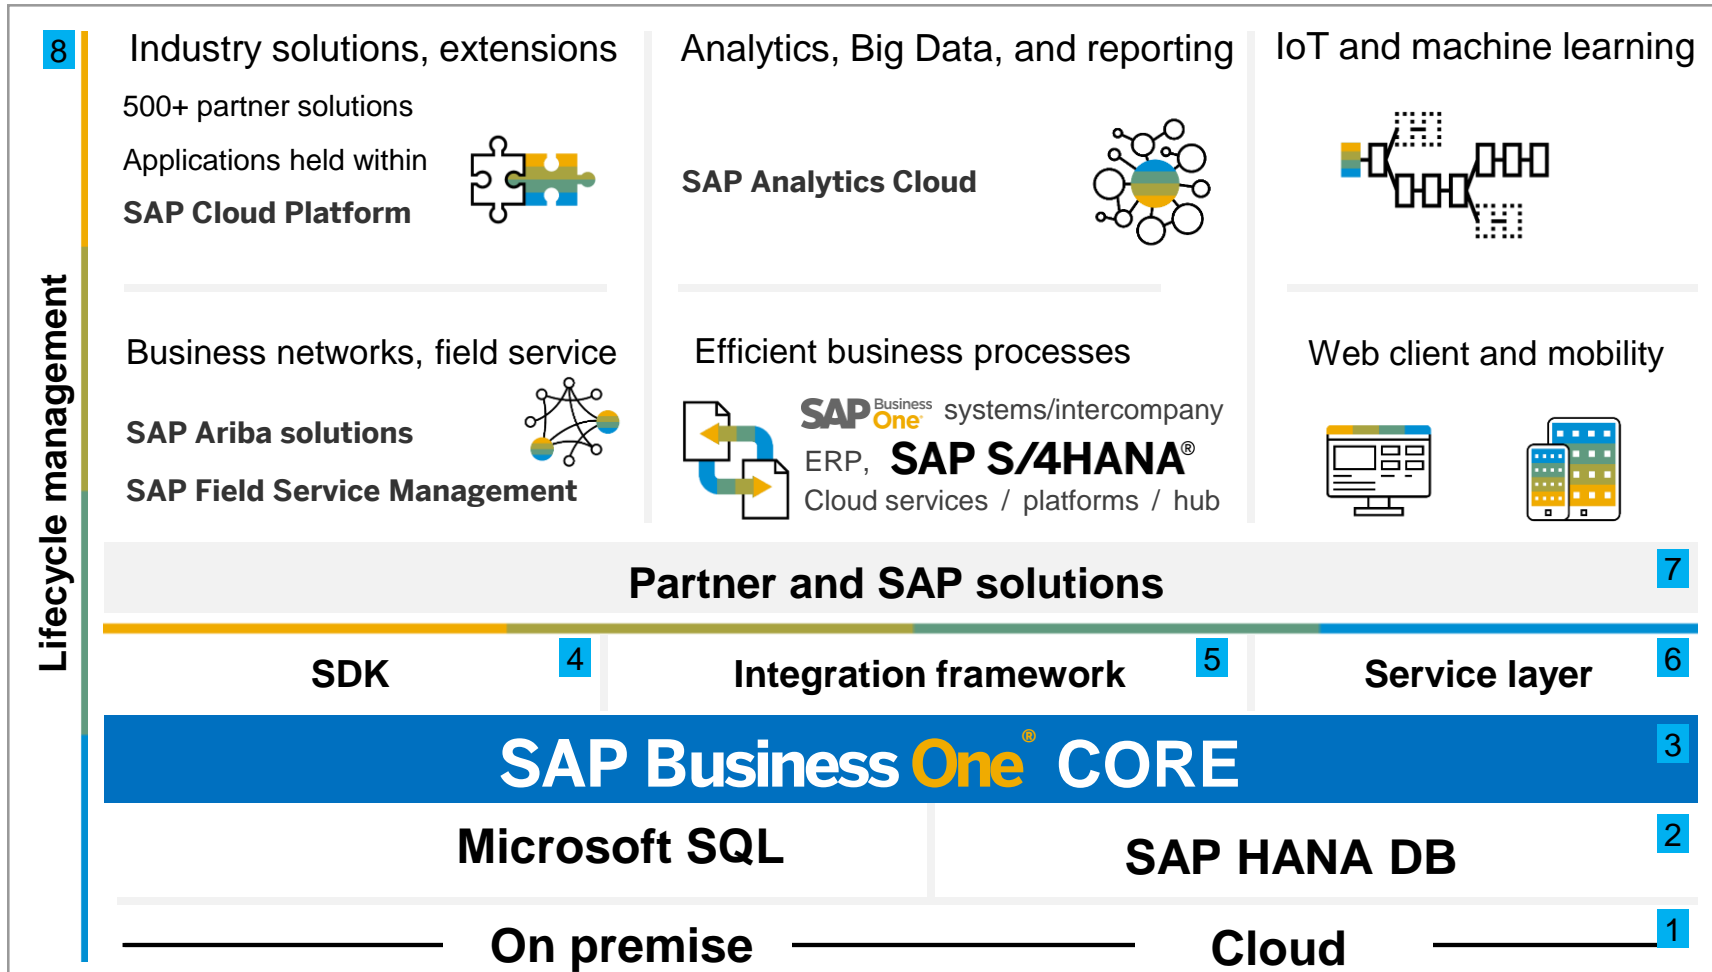 8
Lifecycle management
Industry solutions, extensions
500+ partner solutions
Applications held within
SAP Cloud Platform
Analytics, Big Data, and reporting
SAP Analytics Cloud
IoT and machine learning
Business networks, field service
SAP Ariba solutions
SAP Field Service Management
Efficient business processes
SAP Business One systems/intercompany
ERP, SAP S/4HANA®
Cloud services / platforms / hub
Web client and mobility
Partner and SAP solutions 7
SDK 4
Integration framework 5
Service layer 6
SAP Business One® CORE 3
Microsoft SQL
SAP HANA DB 2
On premise
Cloud 1